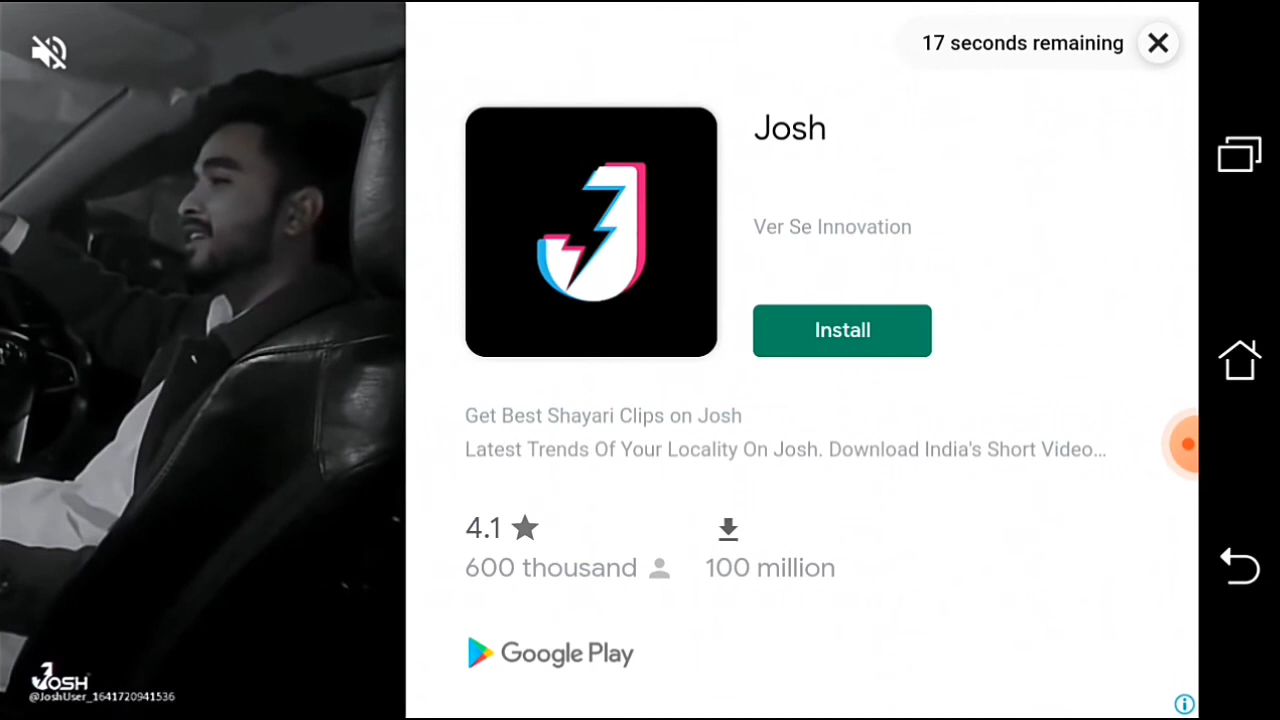 17 seconds remaining
Josh
Ver Se Innovation
Install
Get Best Shayari Clips on Josh
Latest Trends Of Your Locality On Josh. Download India's Short Video...
4.1
600 thousand
100 million
Google Play
JOSH
@JoshUser_1641720941536